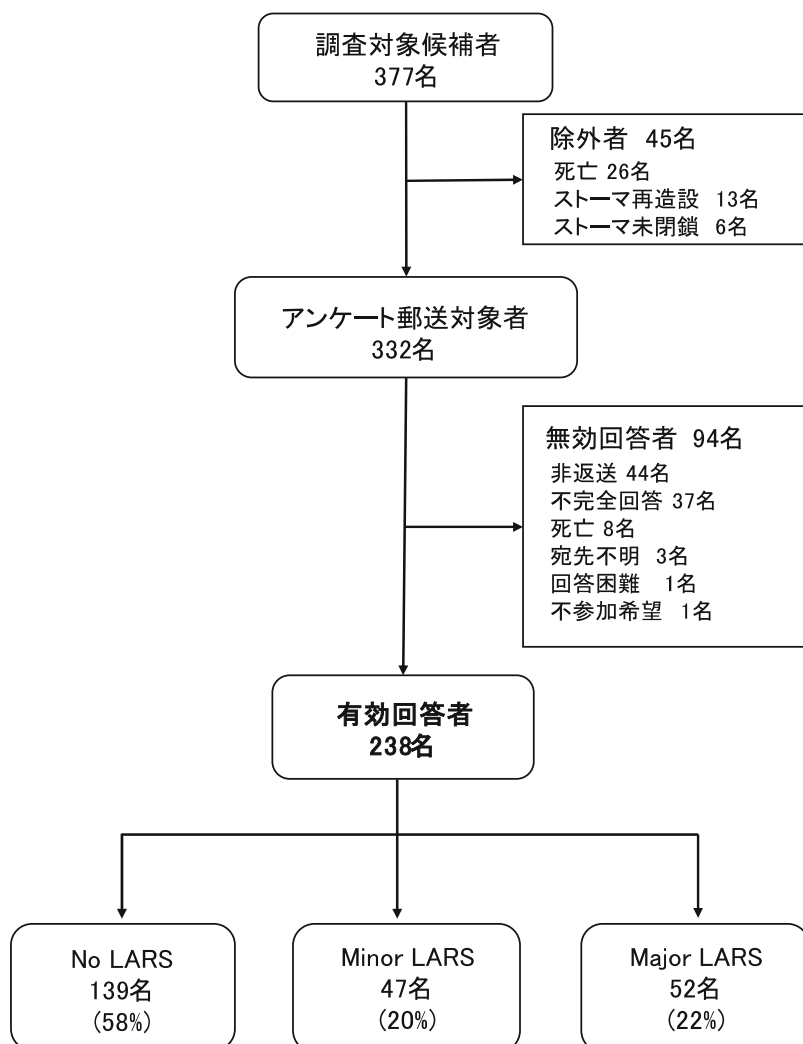 調査対象候補者
377名
除外者 45名
死亡 26名
ストーマ再造設 13名
ストーマ未閉鎖 6名
アンケート郵送対象者
332名
無効回答者 94名
非返送 44名
不完全回答 37名
死亡 8名
宛先不明 3名
回答困難 1名
不参加希望 1名
有効回答者
238名
No LARS
139名
(58%)
Minor LARS
47名
(20%)
Major LARS
52名
(22%)